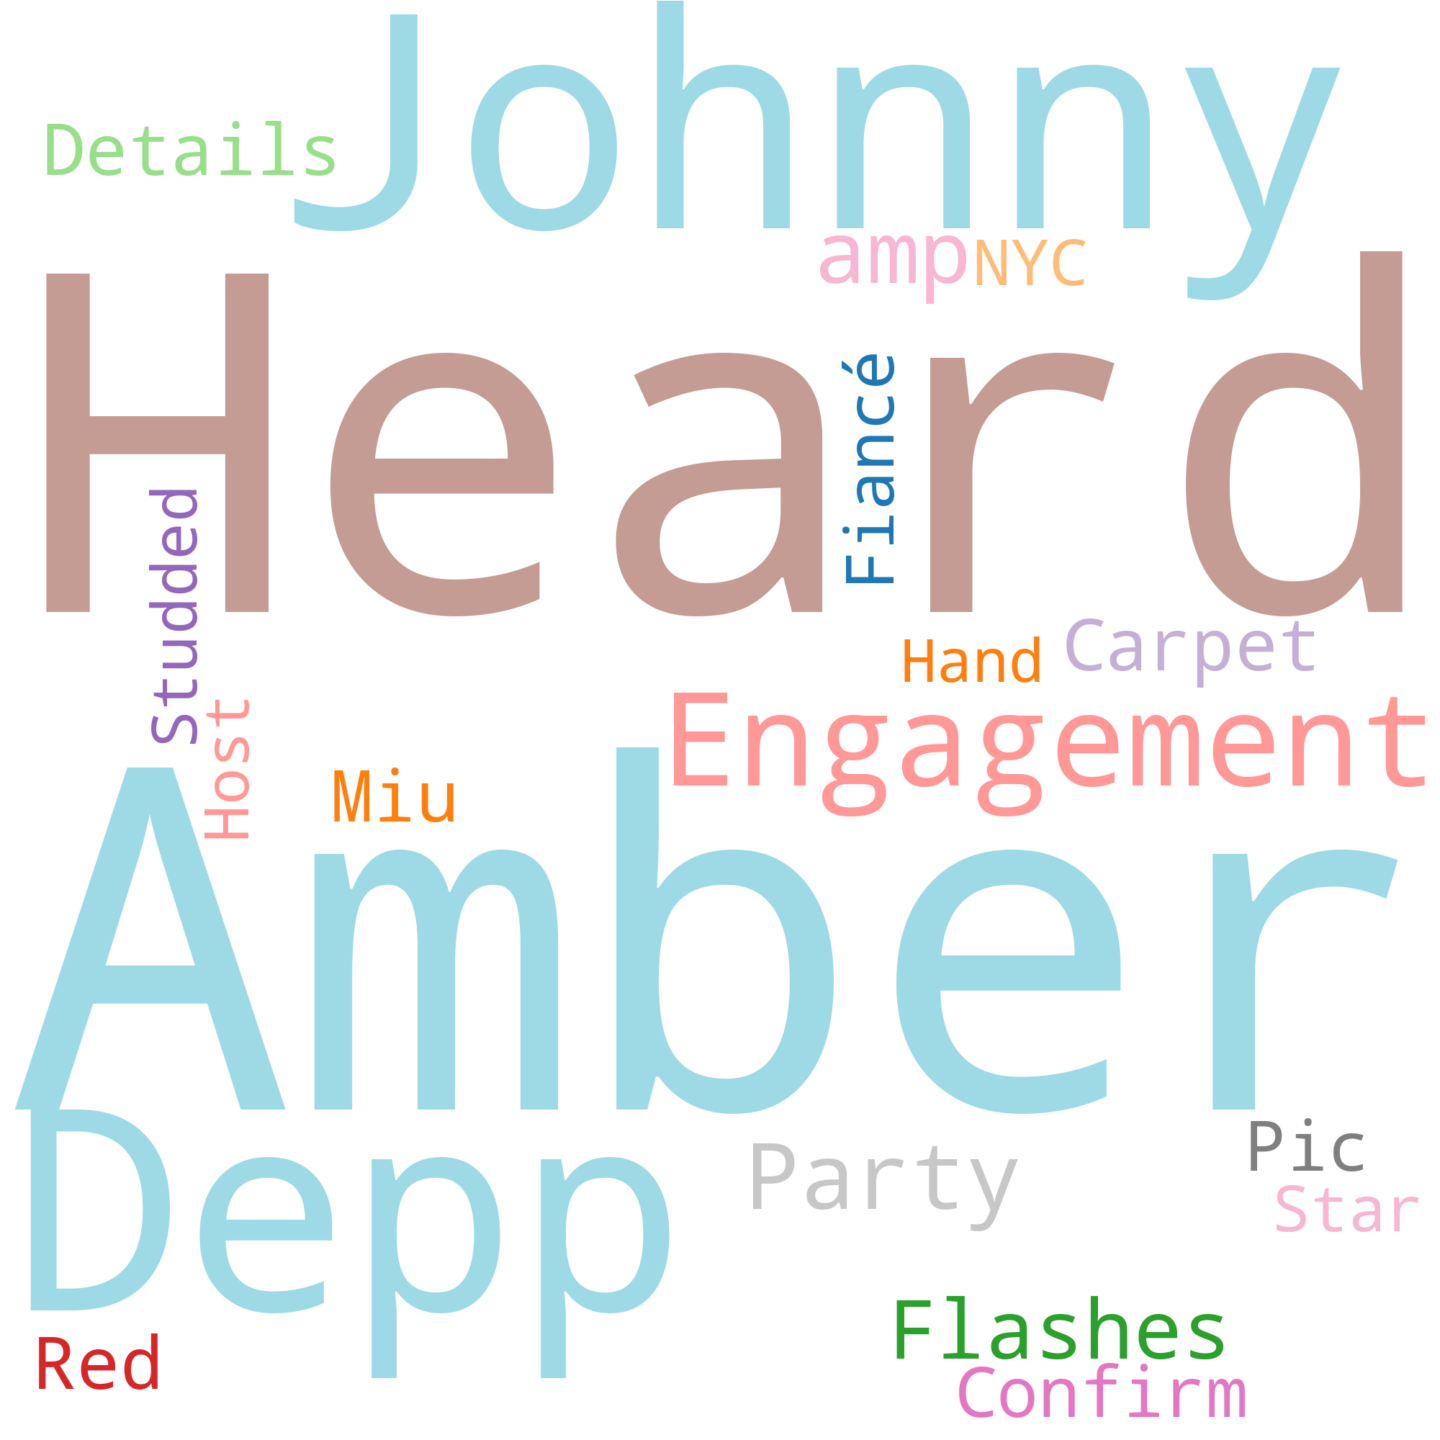 Johnny
Details
amp
NYC
Heard
Fiancé
Studded
Hand
Carpet
Host
Engagement
Miu
Amber
Depp
Party
Pic
Star
Flashes
Red
Confirm